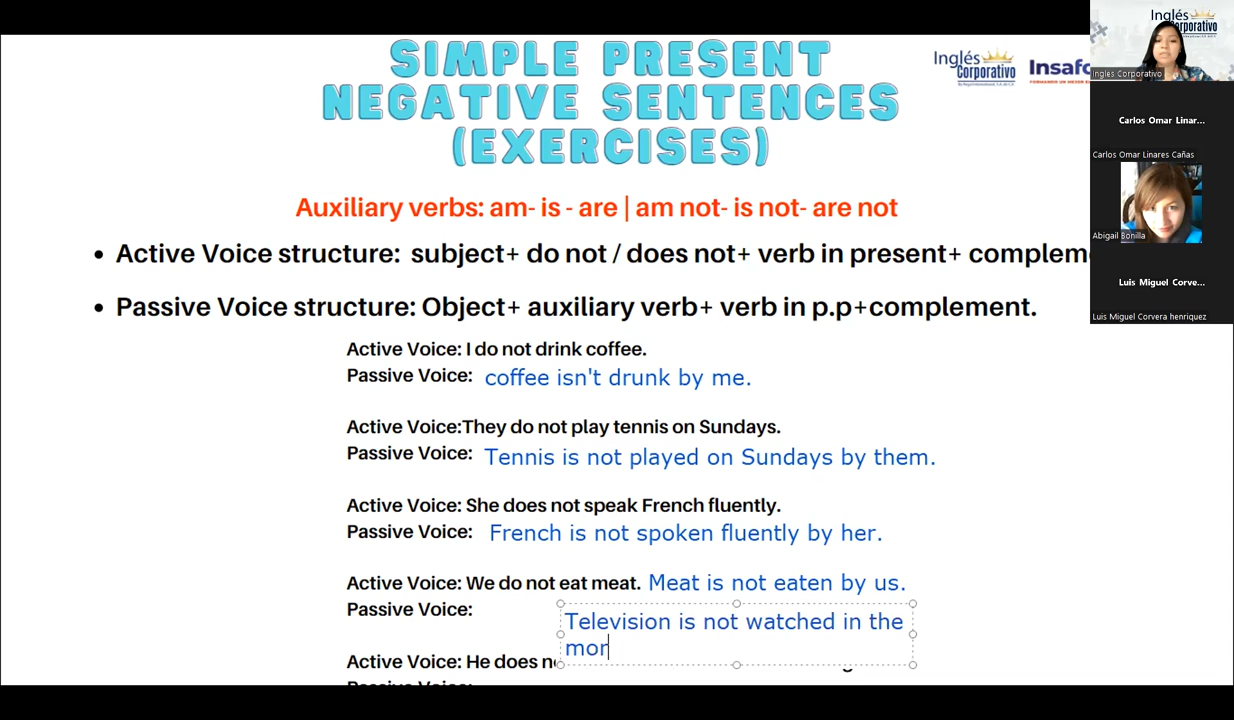 SIMPLE PRESENT
NEGATIVE SENTENCES
(EXERCISES)
Inglés
Corporativo
Insafo
Inglés
Corporativo
Ingles Corporativo
Carlos Omar Linar...
Carlos Omar Linares Cañas
Abigail Bonilla
Luis Miguel Corve...
Luis Miguel Corvera henriquez
Auxiliary verbs: am- is - are | am not- is not- are not
• Active Voice structure: subject+ do not / does not+ verb in present+ complem
• Passive Voice structure: Object+ auxiliary verb+ verb in p.p+complement.
Active Voice: I do not drink coffee.
Passive Voice: coffee isn't drunk by me.
Active Voice:They do not play tennis on Sundays.
Passive Voice: Tennis is not played on Sundays by them.
Active Voice: She does not speak French fluently.
Passive Voice: French is not spoken fluently by her.
Active Voice: We do not eat meat. Meat is not eaten by us.
Passive Voice:
Television is not watched in the
mor
Active Voice: He does n
Passive Voice: